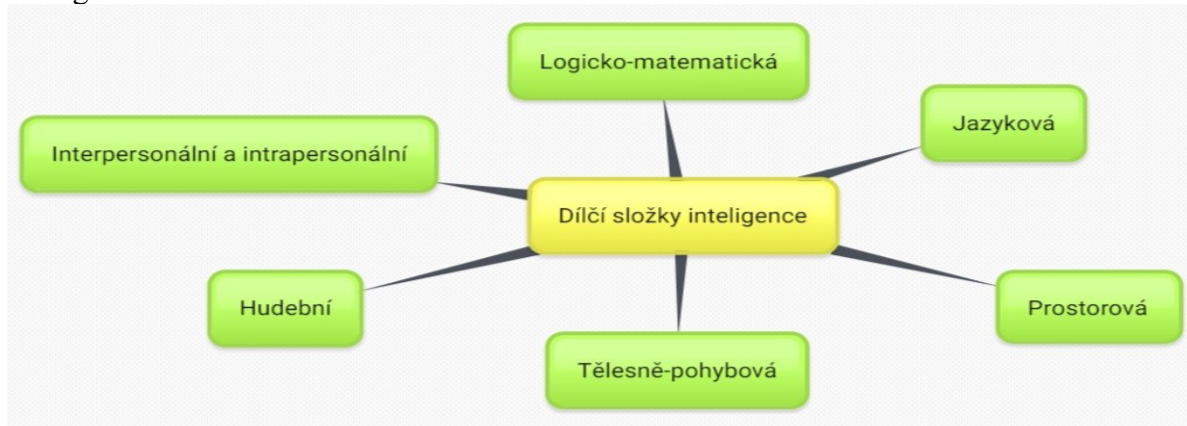 Logicko-matematická
Jazyková
Interpersonální a intrapersonální
Dílčí složky inteligence
Hudební
Prostorová
Tělesně-pohybová